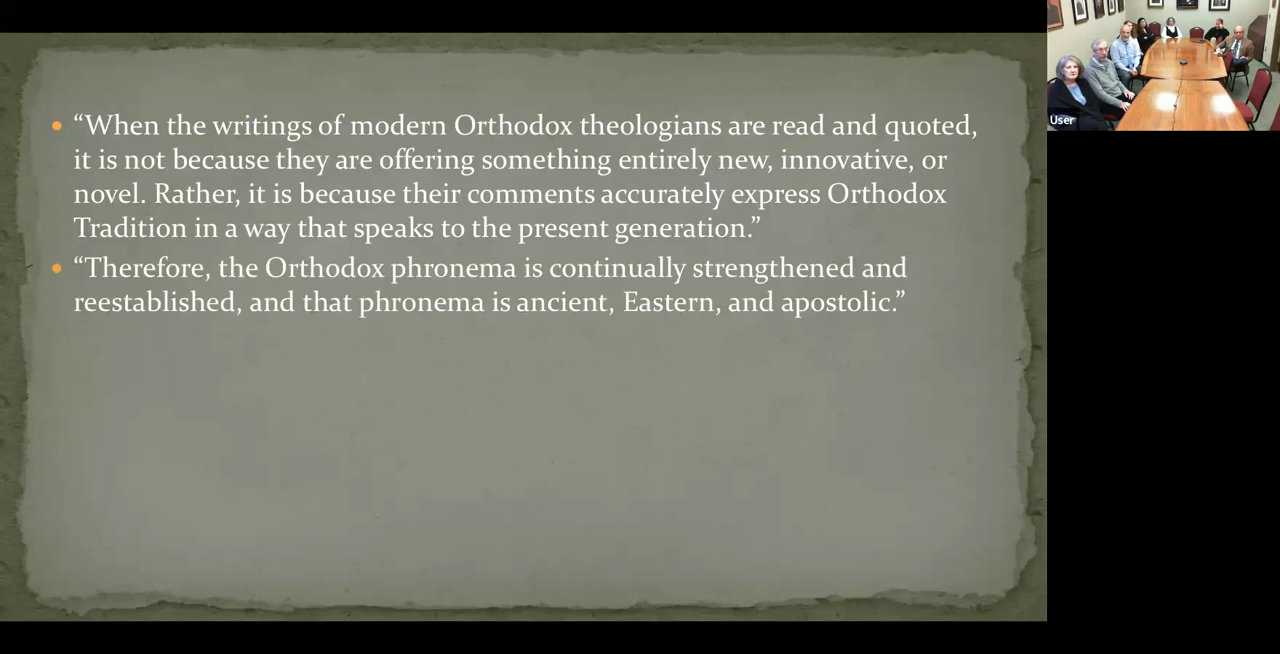 “When the writings of modern Orthodox theologians are read and quoted,
it is not because they are offering something entirely new, innovative, or
novel. Rather, it is because their comments accurately express Orthodox
Tradition in a way that speaks to the present generation.”
“Therefore, the Orthodox phronema is continually strengthened and
reestablished, and that phronema is ancient, Eastern, and apostolic.”
User